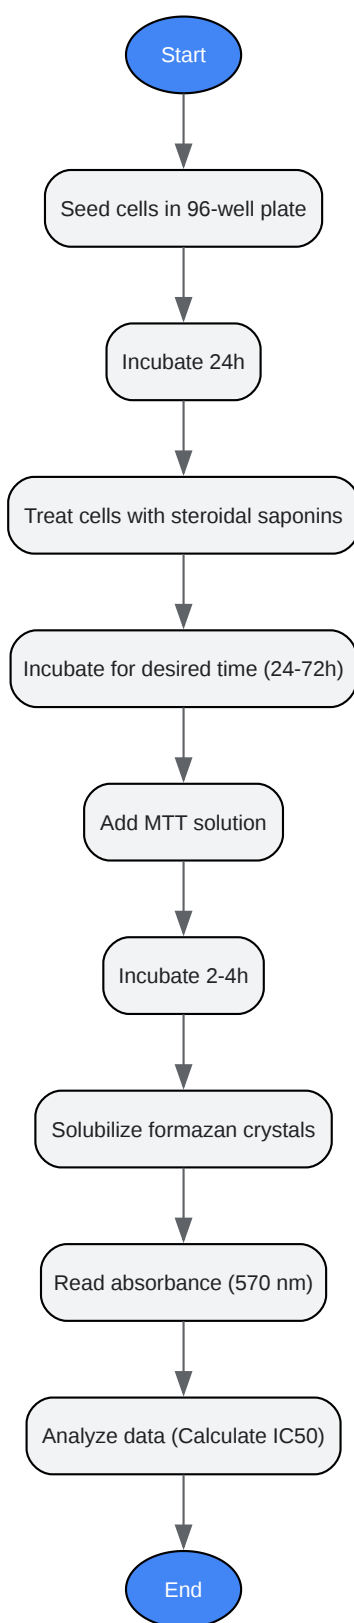 Start
Seed cells in 96-well plate
Incubate 24h
Treat cells with steroidal saponins
Incubate for desired time (24-72h)
Add MTT solution
Incubate 2-4h
Solubilize formazan crystals
Read absorbance (570 nm)
Analyze data (Calculate IC50)
End